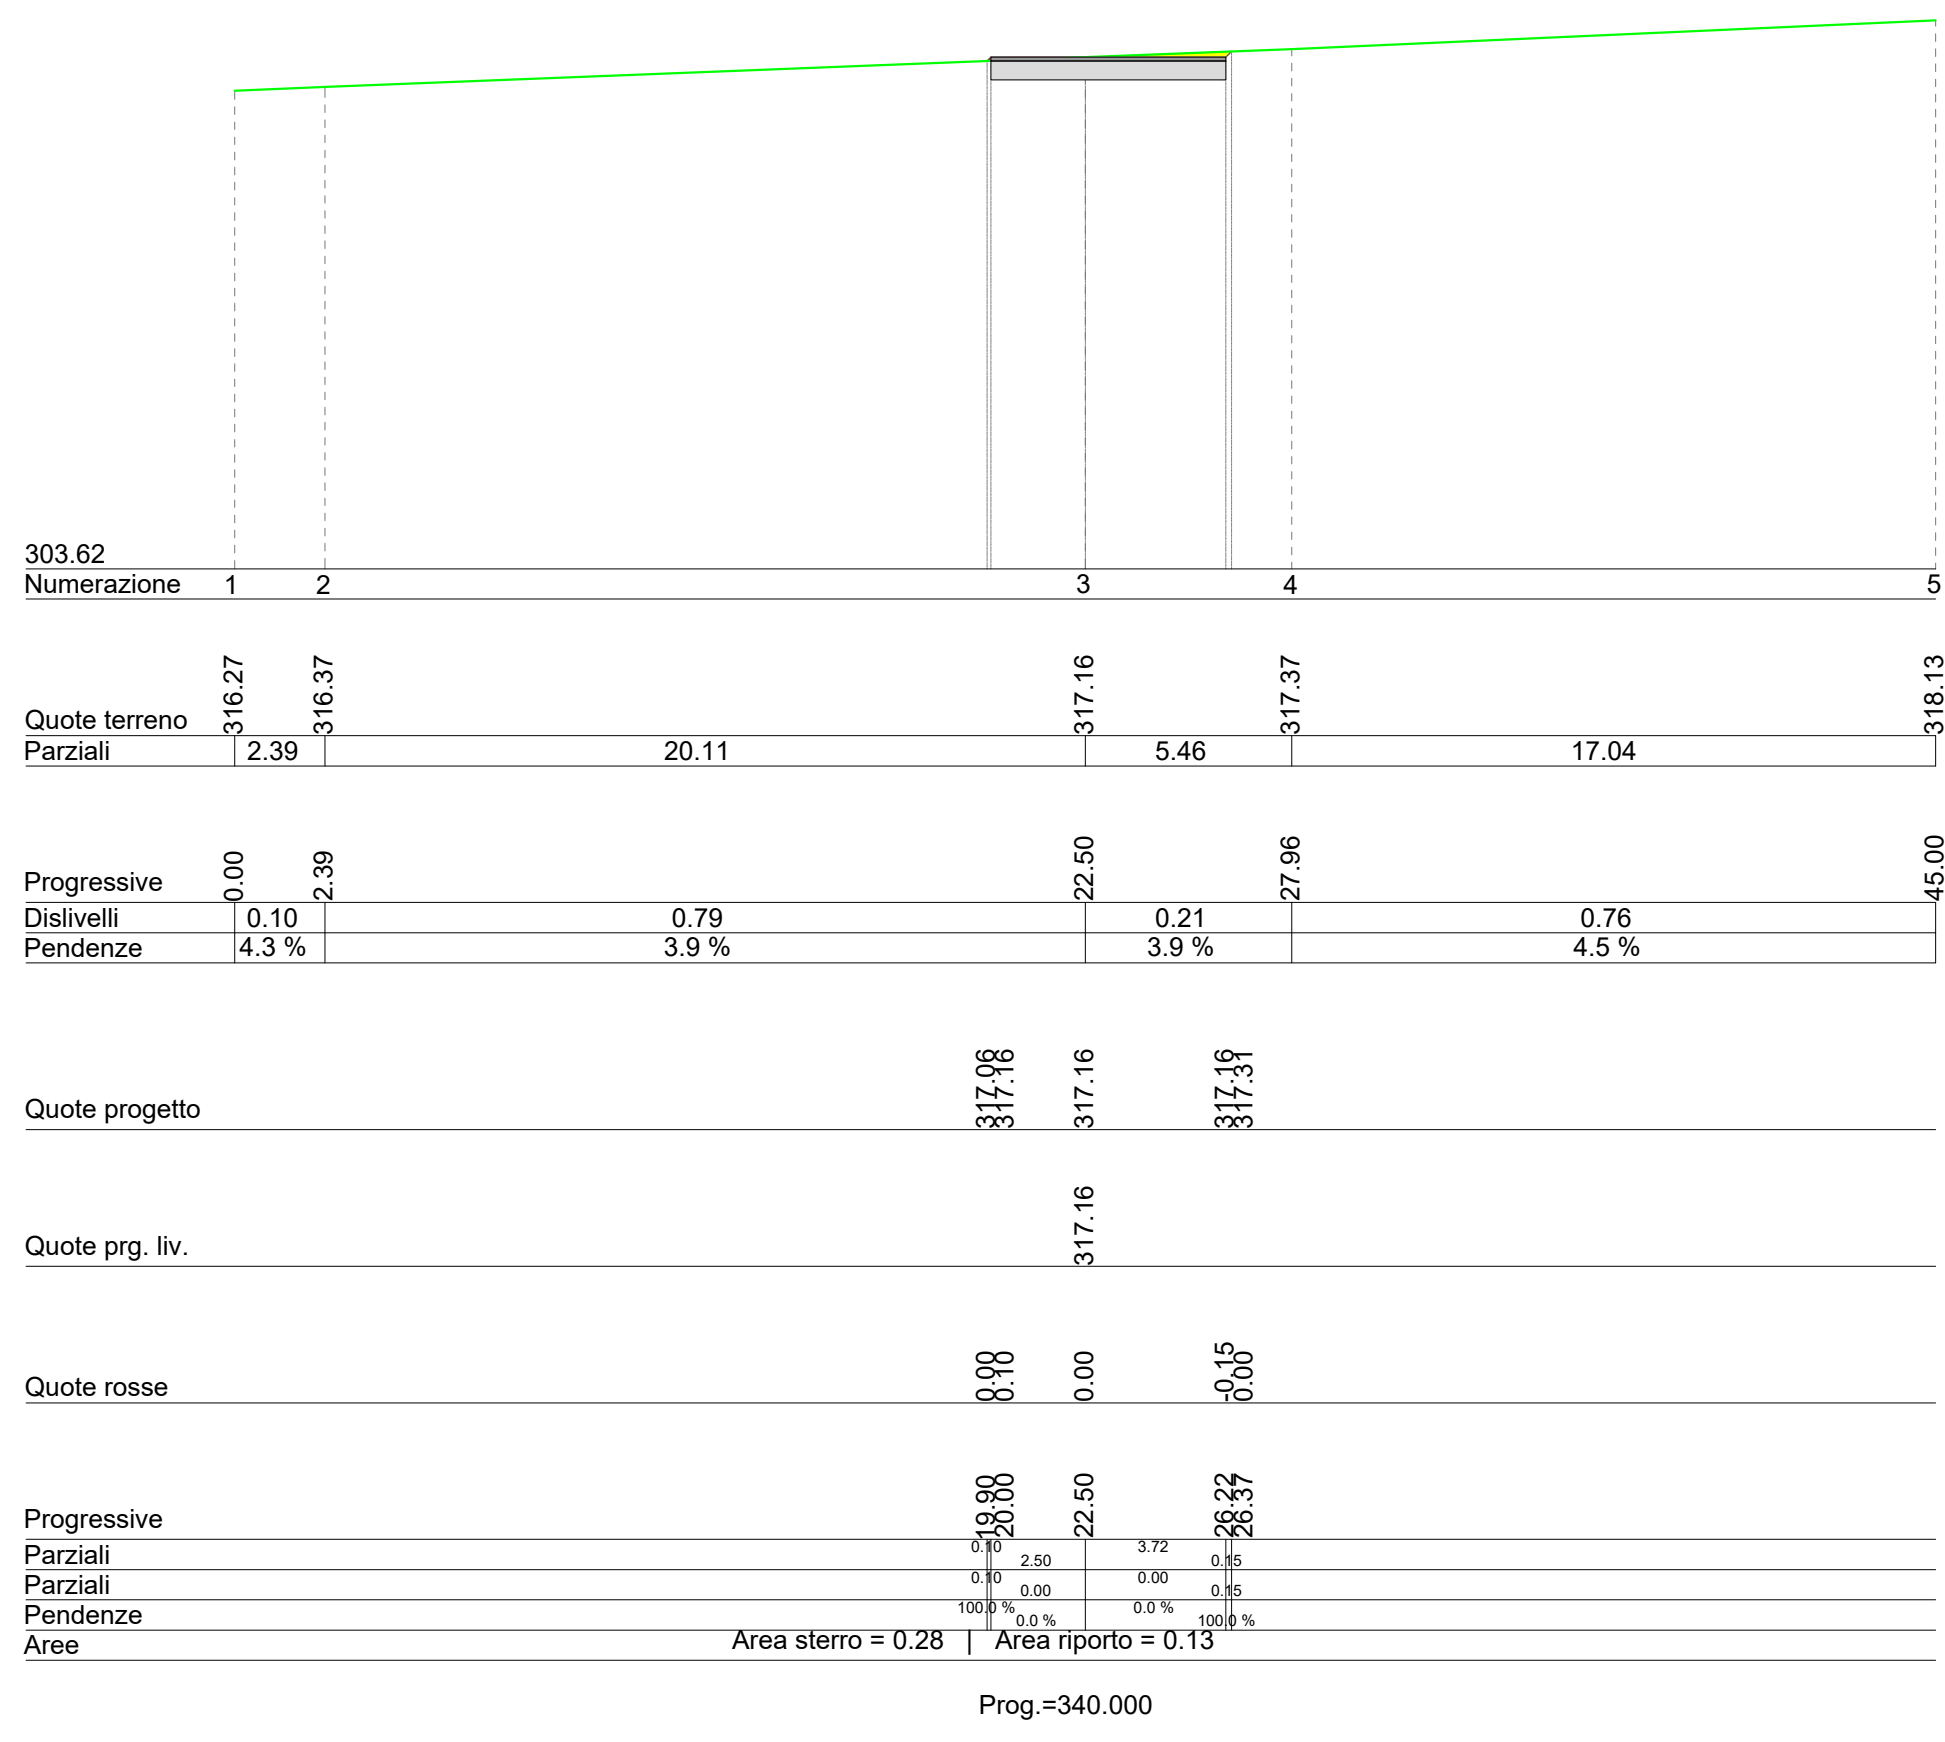 303.62
Numerazione 1 2 3 4 5
Quote terreno 316.27 316.37 317.16 317.37 318.13
Parziali 2.39 20.11 5.46 17.04
Progressive 0.00 2.39 22.50 27.96 45.00
Dislivelli 0.10 0.79 0.21 0.76
Pendenze 4.3 % 3.9 % 3.9 % 4.5 %
Quote progetto 317.06 317.16 317.16 317.16 317.31
Quote prg. liv. 317.16
Quote rosse 0.00 0.10 0.00 -0.15 0.00
Progressive 19.90 20.00 22.50 26.22 26.37
Parziali 0.10 2.50 3.72 0.15
Parziali 0.10 0.00 0.00 0.15
Pendenze 100.0 % 0.0 % 0.0 % 100.0 %
Aree Area sterro = 0.28 | Area riporto = 0.13
Prog.=340.000